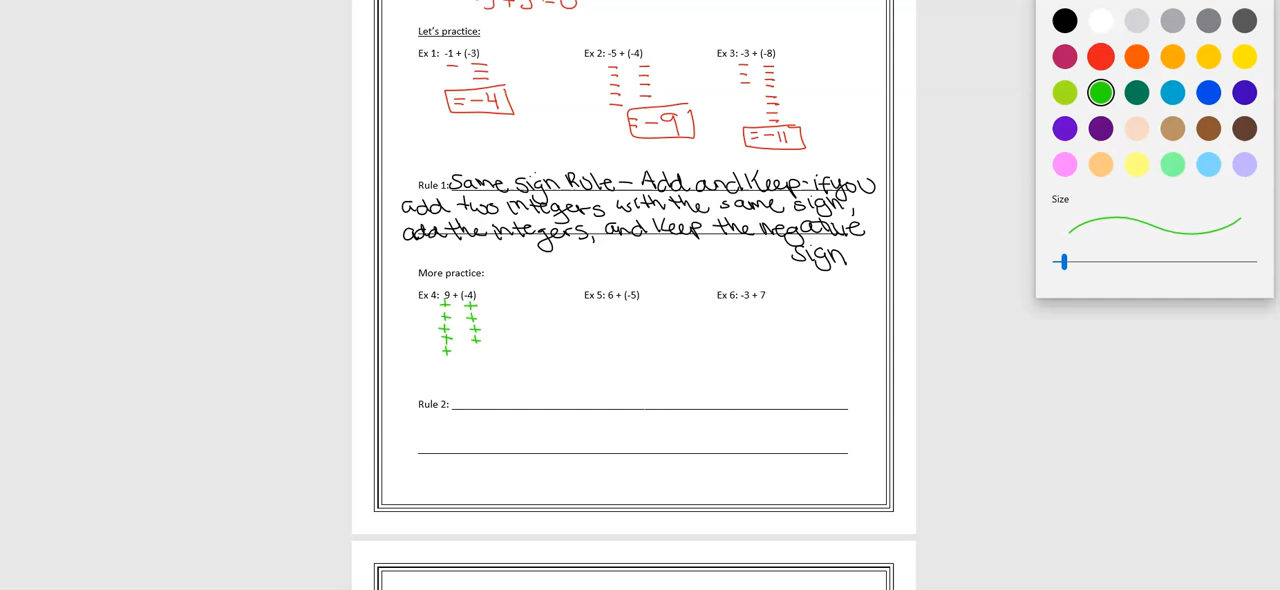 Let's practice:
Ex 1: -1 + (-3) Ex 2: -5 + (-4) Ex 3: -3 + (-8)
= -4
= -9
= -11
Rule 1: Same sign Rule - Add and Keep - if you
add two integers with the same sign,
add the integers, and keep the negative
sign
More practice:
Ex 4: 9 + (-4) Ex 5: 6 + (-5) Ex 6: -3 + 7
+ +
+ +
+ +
+ +
+
Rule 2:
Size